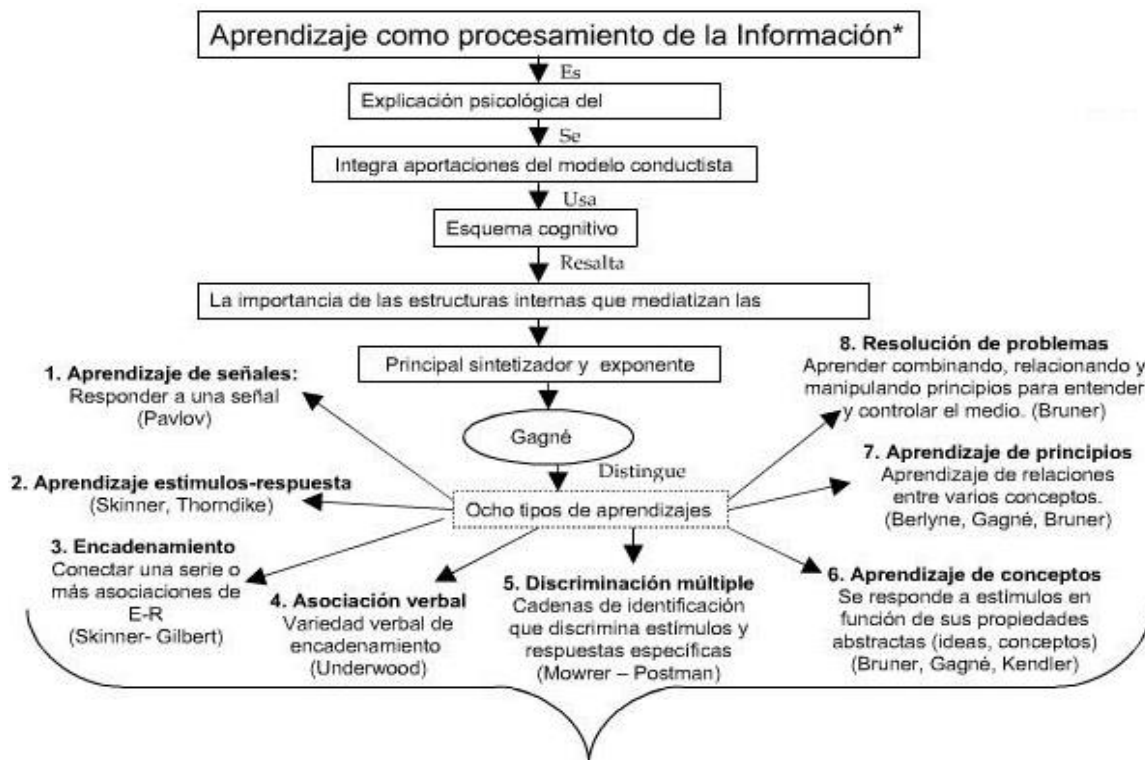 Aprendizaje como procesamiento de la Información*
Es
Explicación psicológica del
Se
Integra aportaciones del modelo conductista
Usa
Esquema cognitivo
Resalta
La importancia de las estructuras internas que mediatizan las
Principal sintetizador y exponente
Gagné
Distingue
Ocho tipos de aprendizajes
1. Aprendizaje de señales:
Responder a una señal
(Pavlov)
2. Aprendizaje estímulos-respuesta
(Skinner, Thorndike)
3. Encadenamiento
Conectar una serie o
más asociaciones de
E-R
(Skinner- Gilbert)
4. Asociación verbal
Variedad verbal de
encadenamiento
(Underwood)
5. Discriminación múltiple
Cadenas de identificación
que discrimina estímulos y
respuestas específicas
(Mowrer – Postman)
6. Aprendizaje de conceptos
Se responde a estímulos en
función de sus propiedades
abstractas (ideas, conceptos)
(Bruner, Gagné, Kendler)
7. Aprendizaje de principios
Aprendizaje de relaciones
entre varios conceptos.
(Berlyne, Gagné, Bruner)
8. Resolución de problemas
Aprender combinando, relacionando y
manipulando principios para entender
y controlar el medio. (Bruner)